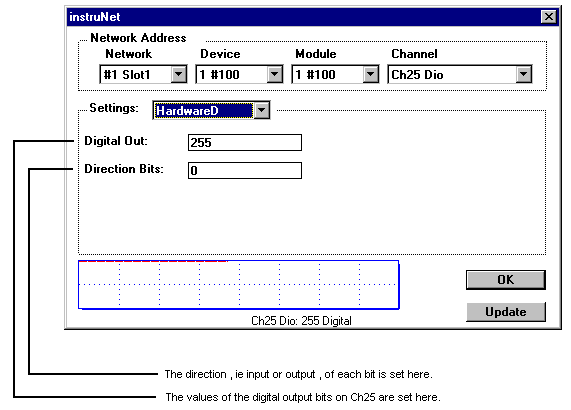 instruNet
Network Address
Network Device Module Channel
#1 Slot1 1 #100 1 #100 Ch25 Dio
Settings: HardwareD
Digital Out: 255
Direction Bits: 0
OK
Update
Ch25 Dio: 255 Digital
The direction , ie input or output , of each bit is set here.
The values of the digital output bits on Ch25 are set here.